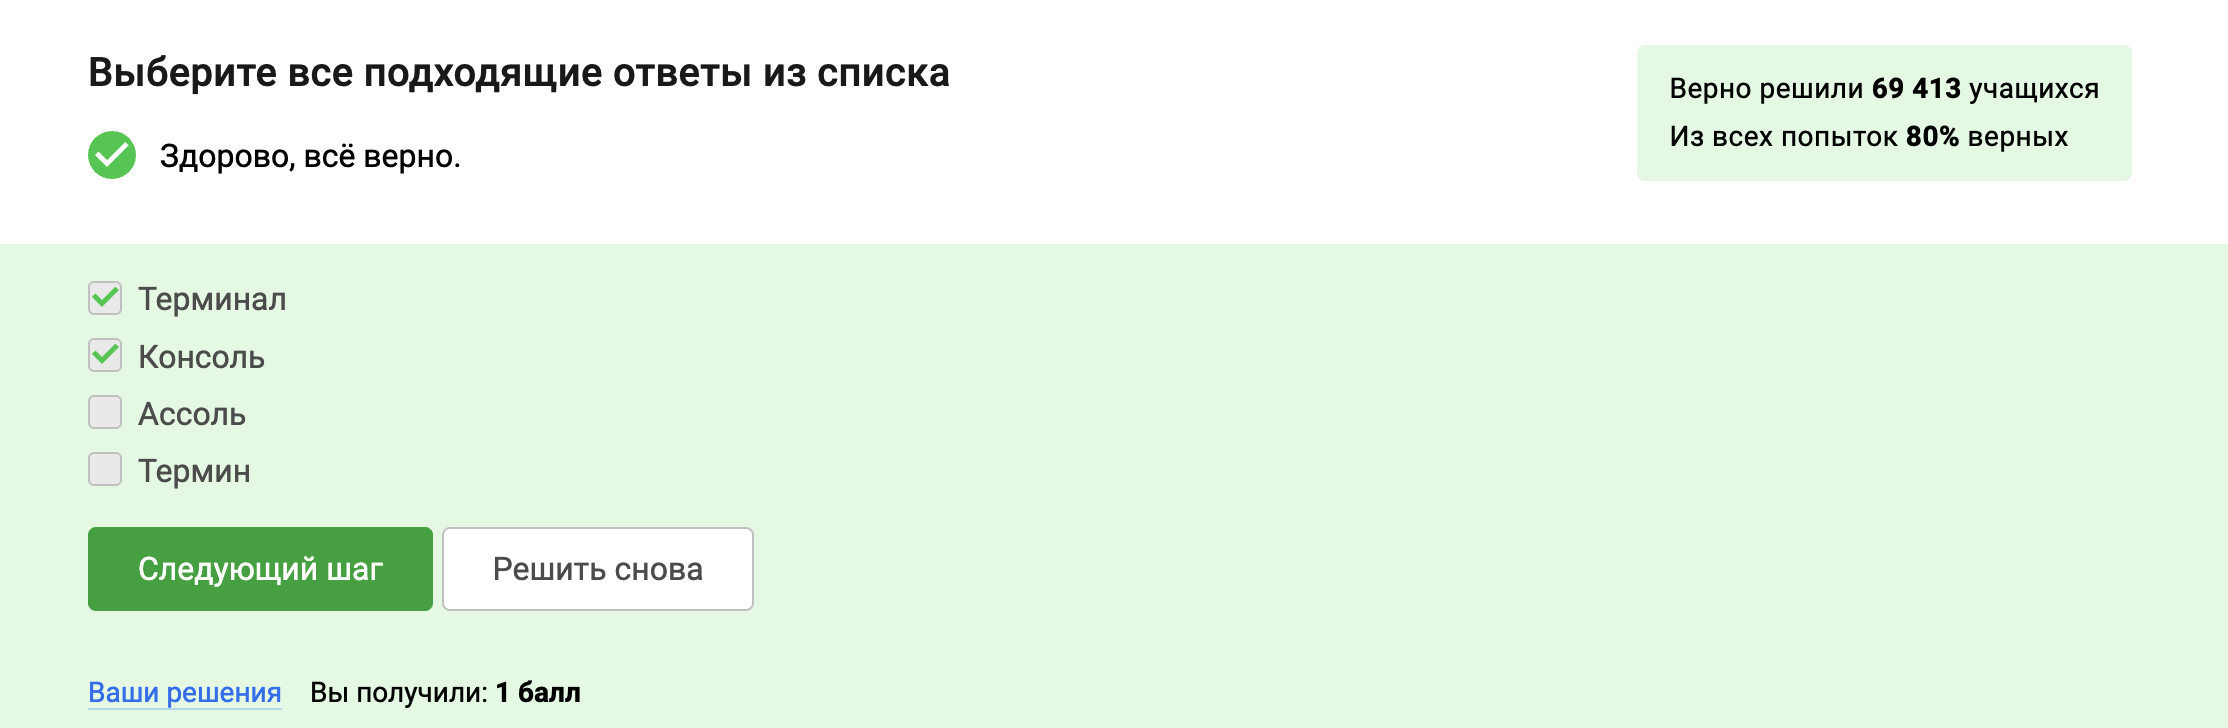 Выберите все подходящие ответы из списка
Здорово, всё верно.
Верно решили 69 413 учащихся
Из всех попыток 80% верных
Терминал
Консоль
Ассоль
Термин
Следующий шаг
Решить снова
Ваши решения Вы получили: 1 балл